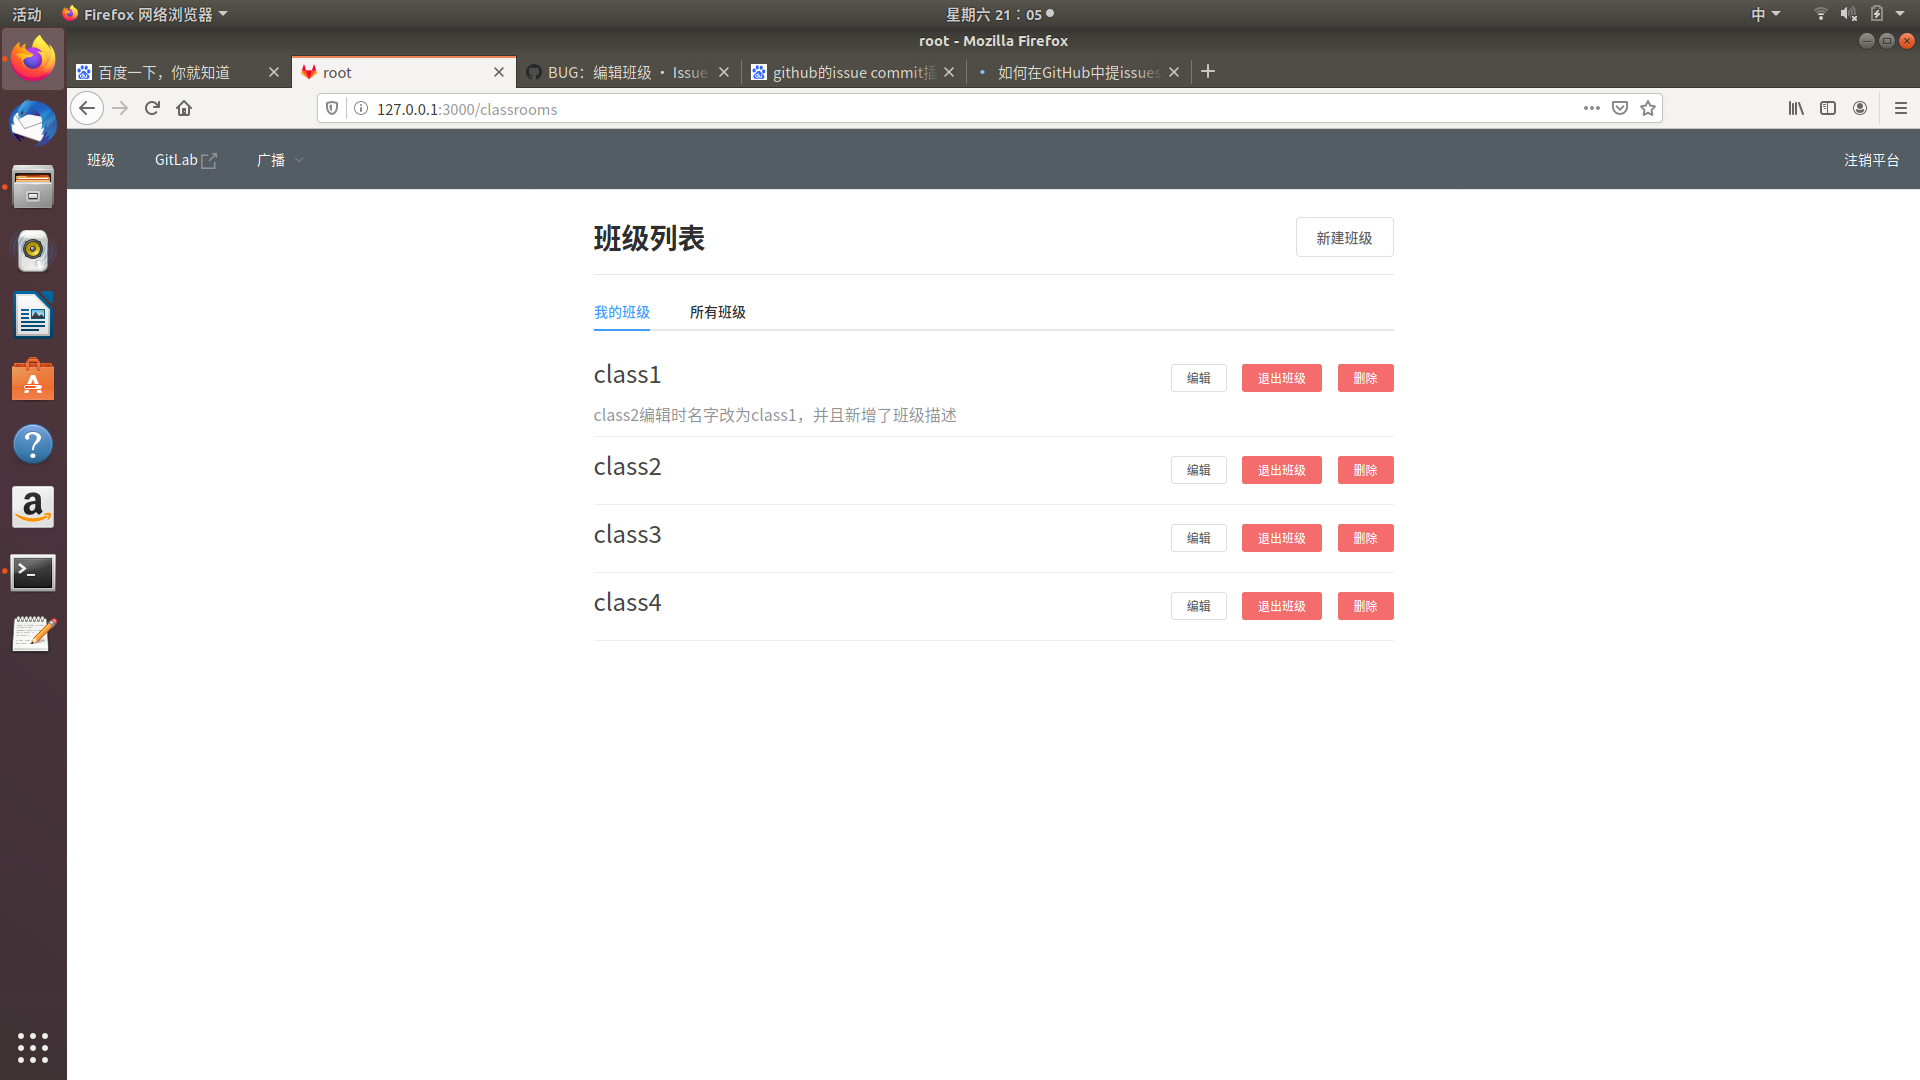 活动 Firefox 网络浏览器 星期六 21：05 中
root - Mozilla Firefox
百度一下，你就知道 root BUG：编辑班级 · Issue github的issue commit 如何在GitHub中提issues
127.0.0.1:3000/classrooms
班级 GitLab 广播 注销平台
班级列表 新建班级
我的班级 所有班级
class1 编辑 退出班级 删除
class2编辑时名字改为class1，并且新增了班级描述
class2 编辑 退出班级 删除
class3 编辑 退出班级 删除
class4 编辑 退出班级 删除